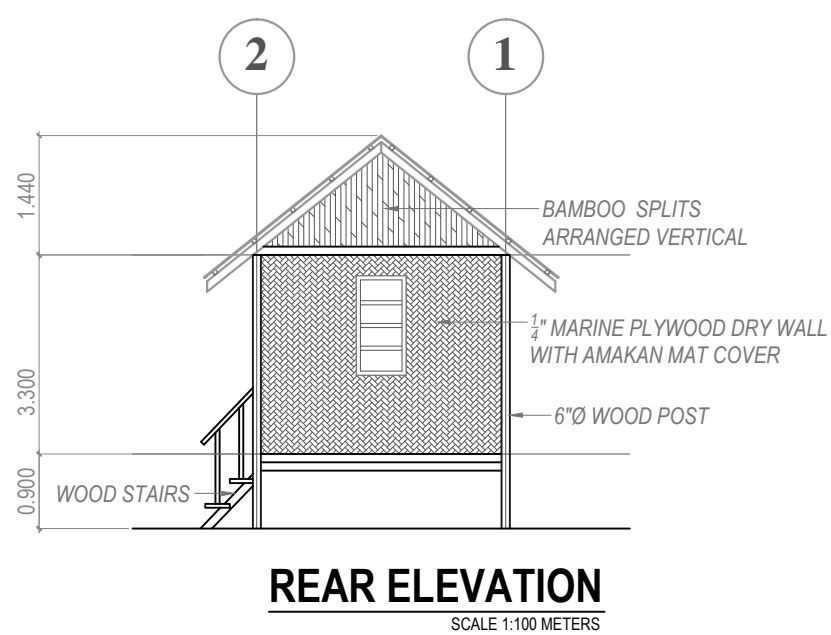 2
1
1.440
BAMBOO SPLITS
ARRANGED VERTICAL
1/4" MARINE PLYWOOD DRY WALL
WITH AMAKAN MAT COVER
3.300
6"Ø WOOD POST
0.900
WOOD STAIRS
REAR ELEVATION
SCALE 1:100 METERS